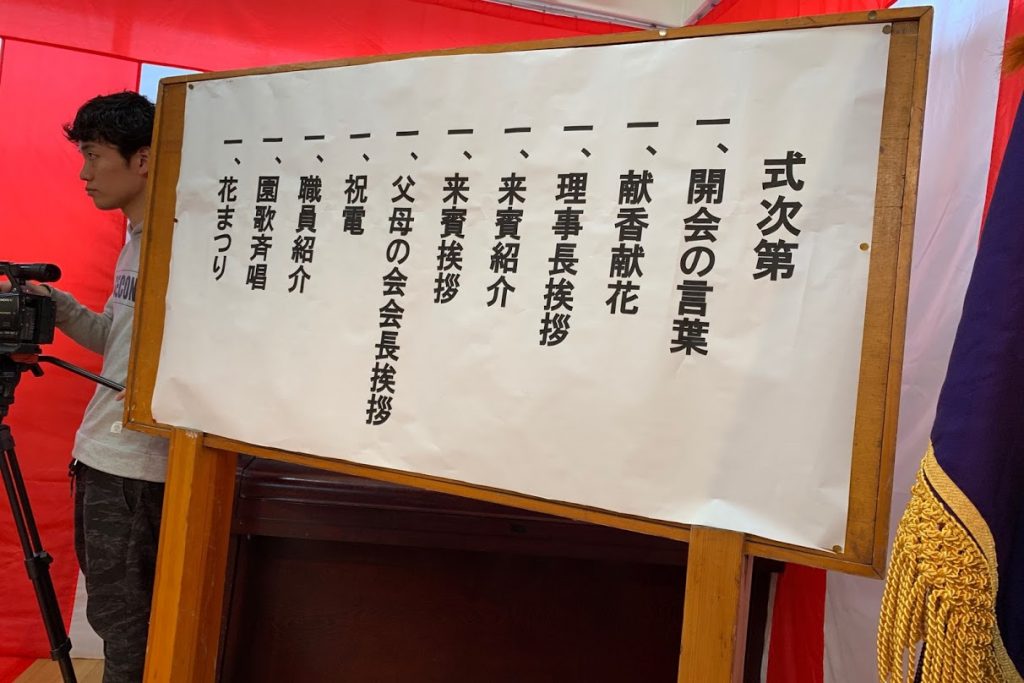 式次第
一、開会の言葉
一、献香献花
一、理事長挨拶
一、来賓紹介
一、来賓挨拶
一、父母の会会長挨拶
一、祝電
一、職員紹介
一、園歌斉唱
一、花まつり